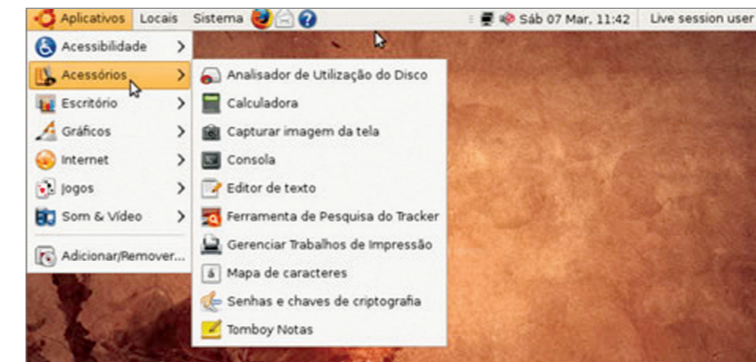 Aplicativos Locais Sistema Sáb 07 Mar, 11:42 Live session user
Acessibilidade
Acessórios
Escritório
Gráficos
Internet
Jogos
Som & Vídeo
Adicionar/Remover...
Analisador de Utilização do Disco
Calculadora
Capturar imagem da tela
Consola
Editor de texto
Ferramenta de Pesquisa do Tracker
Gerenciar Trabalhos de Impressão
Mapa de caracteres
Senhas e chaves de criptografia
Tomboy Notas